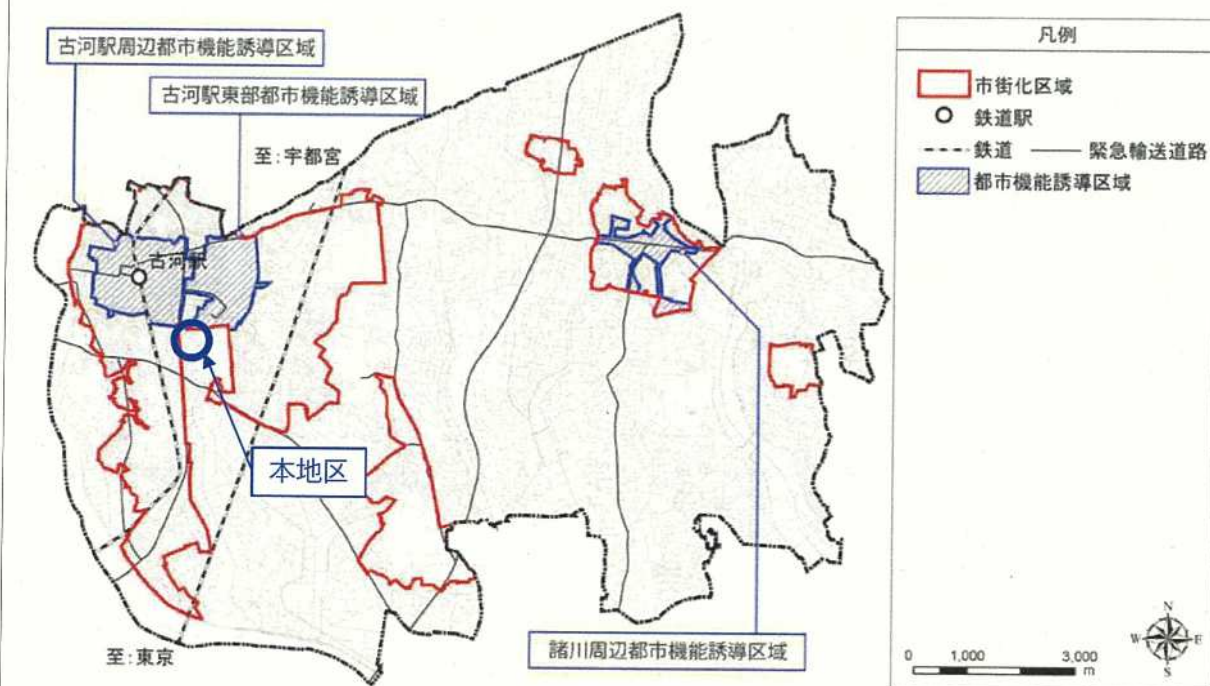 古河駅周辺都市機能誘導区域
古河駅東部都市機能誘導区域
至:宇都宮
古河駅
本地区
至:東京
諸川周辺都市機能誘導区域
凡例
市街化区域
鉄道駅
鉄道
緊急輸送道路
都市機能誘導区域
N
W
E
S
0
1,000
3,000
m